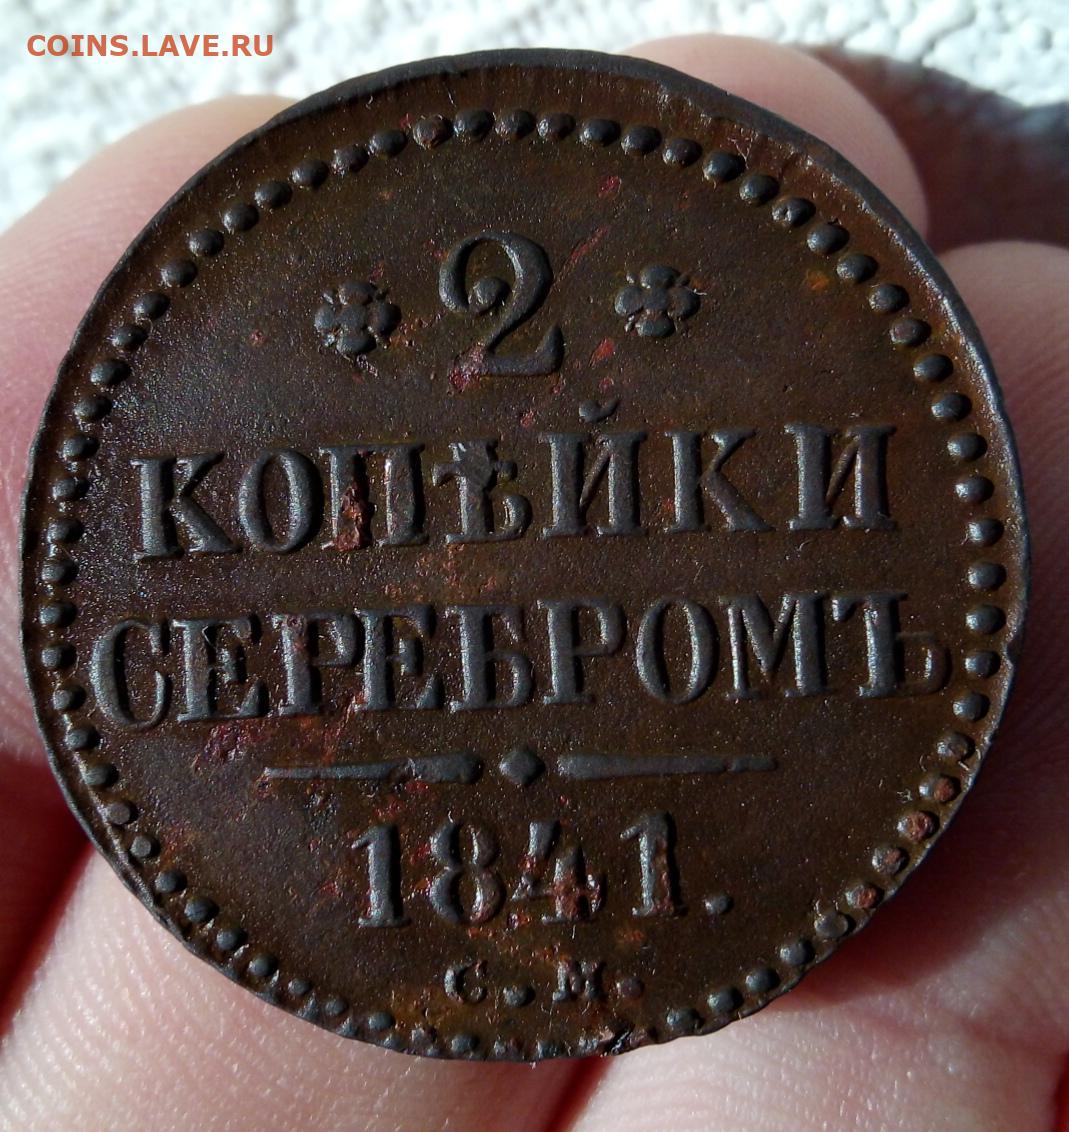 COINS.LAVE.RU
2
КОПѢЙКИ
СЕРЕБРОМЪ
1841.
С.М.